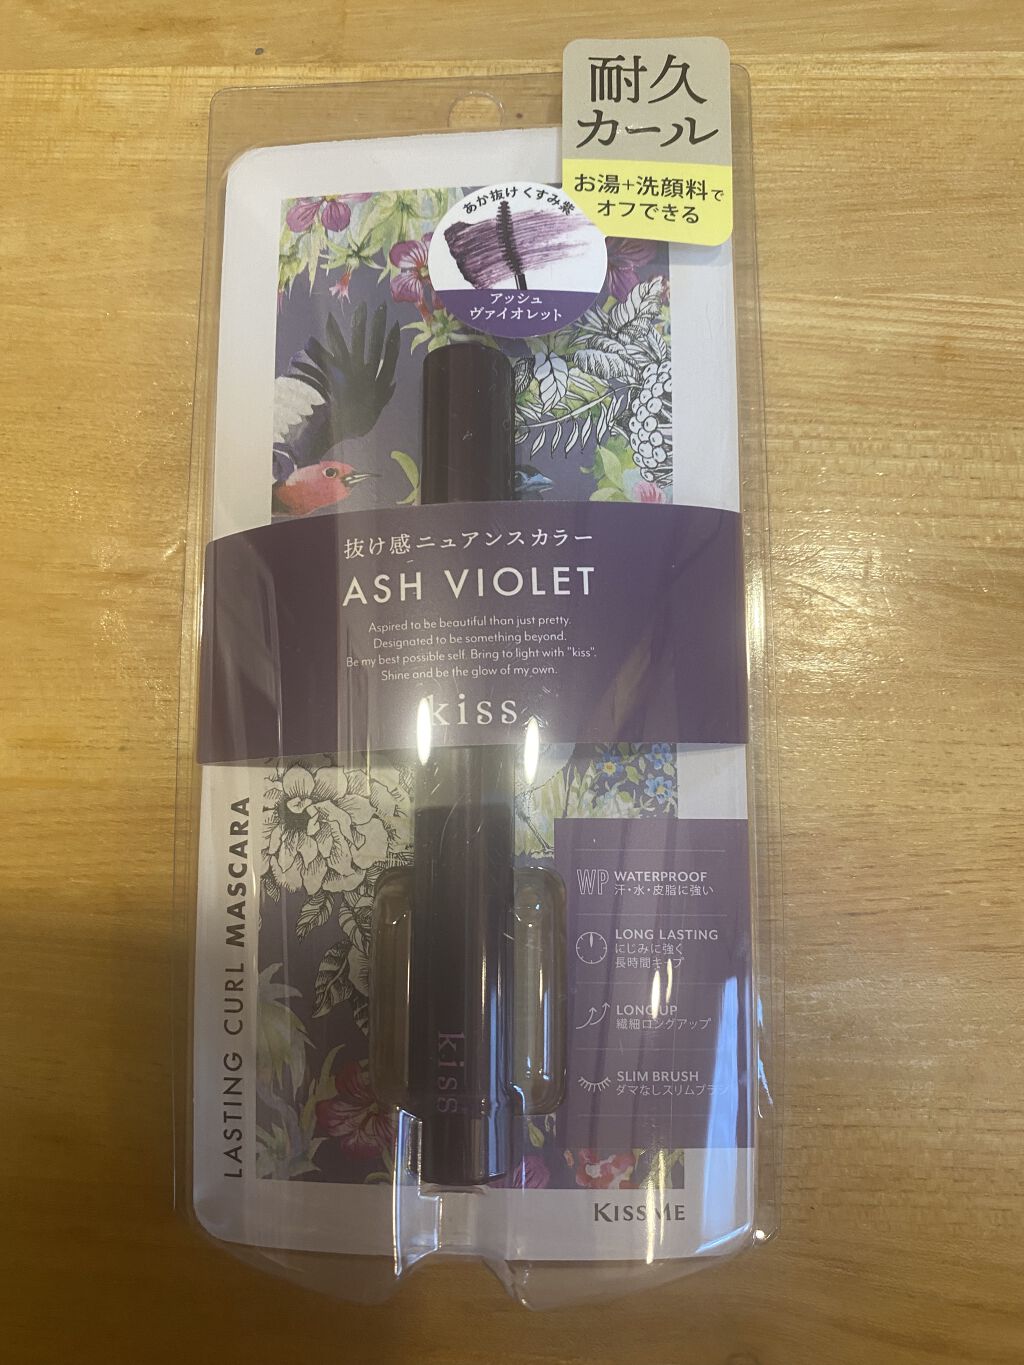 耐久
カール
お湯+洗顔料で
オフできる
あか抜けくすみ紫
アッシュ
ヴァイオレット
抜け感ニュアンスカラー
ASH VIOLET
Aspired to be beautiful than just pretty.
Designated to be something beyond.
Be my best possible self. Bring to light with "kiss".
Shine and be the glow of my own.
kiss
LASTING CURL MASCARA
WP WATERPROOF
汗・水・皮脂に強い
LONG LASTING
にじみに強く
長時間キープ
LONG UP
繊細ロングアップ
SLIM BRUSH
ダマなしスリムブラシ
kiss
KISSME